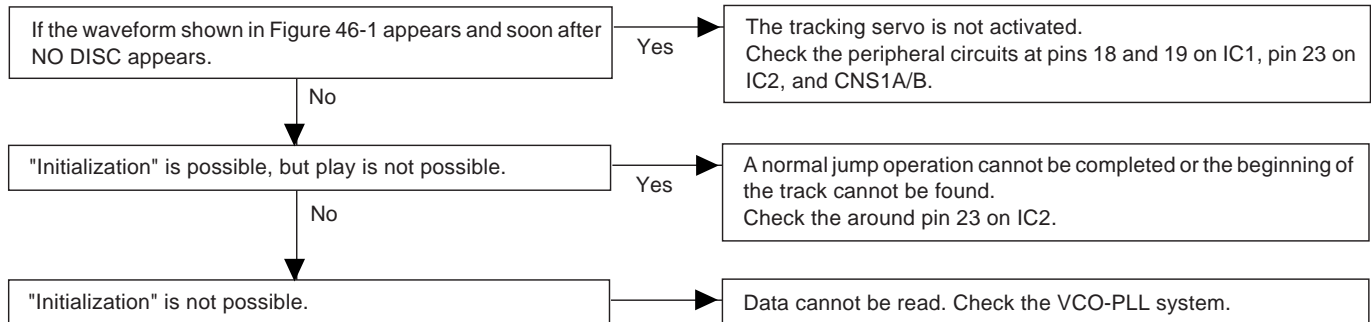 If the waveform shown in Figure 46-1 appears and soon after
NO DISC appears.
Yes
The tracking servo is not activated.
Check the peripheral circuits at pins 18 and 19 on IC1, pin 23 on
IC2, and CNS1A/B.
No
"Initialization" is possible, but play is not possible.
Yes
A normal jump operation cannot be completed or the beginning of
the track cannot be found.
Check the around pin 23 on IC2.
No
"Initialization" is not possible.
Data cannot be read. Check the VCO-PLL system.